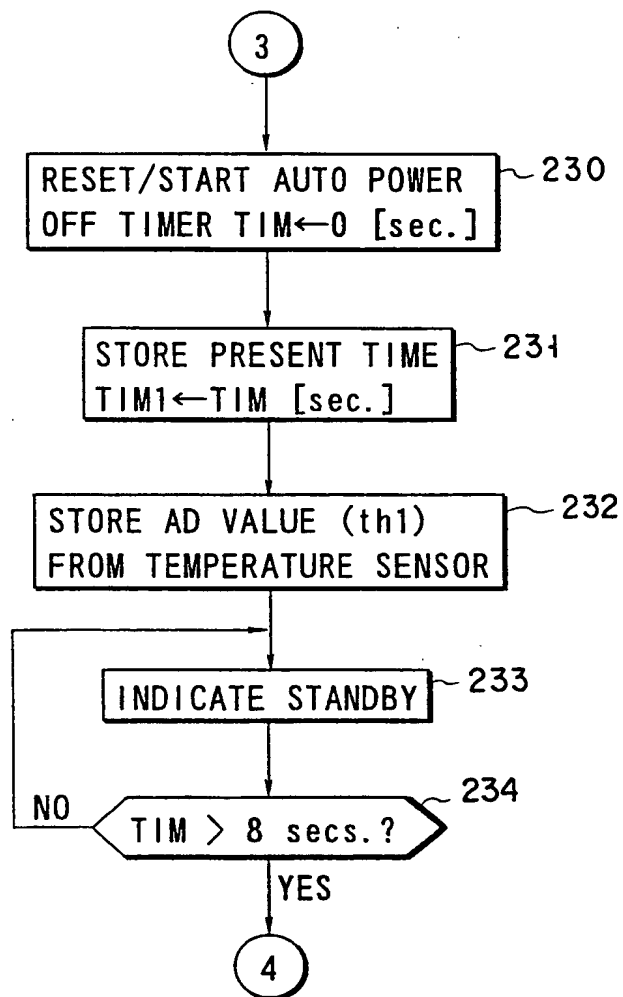 3
RESET/START AUTO POWER
OFF TIMER TIM←0 [sec.]
230
STORE PRESENT TIME
TIM1←TIM [sec.]
231
STORE AD VALUE (th1)
FROM TEMPERATURE SENSOR
232
INDICATE STANDBY
233
TIM > 8 secs.?
234
NO
YES
4